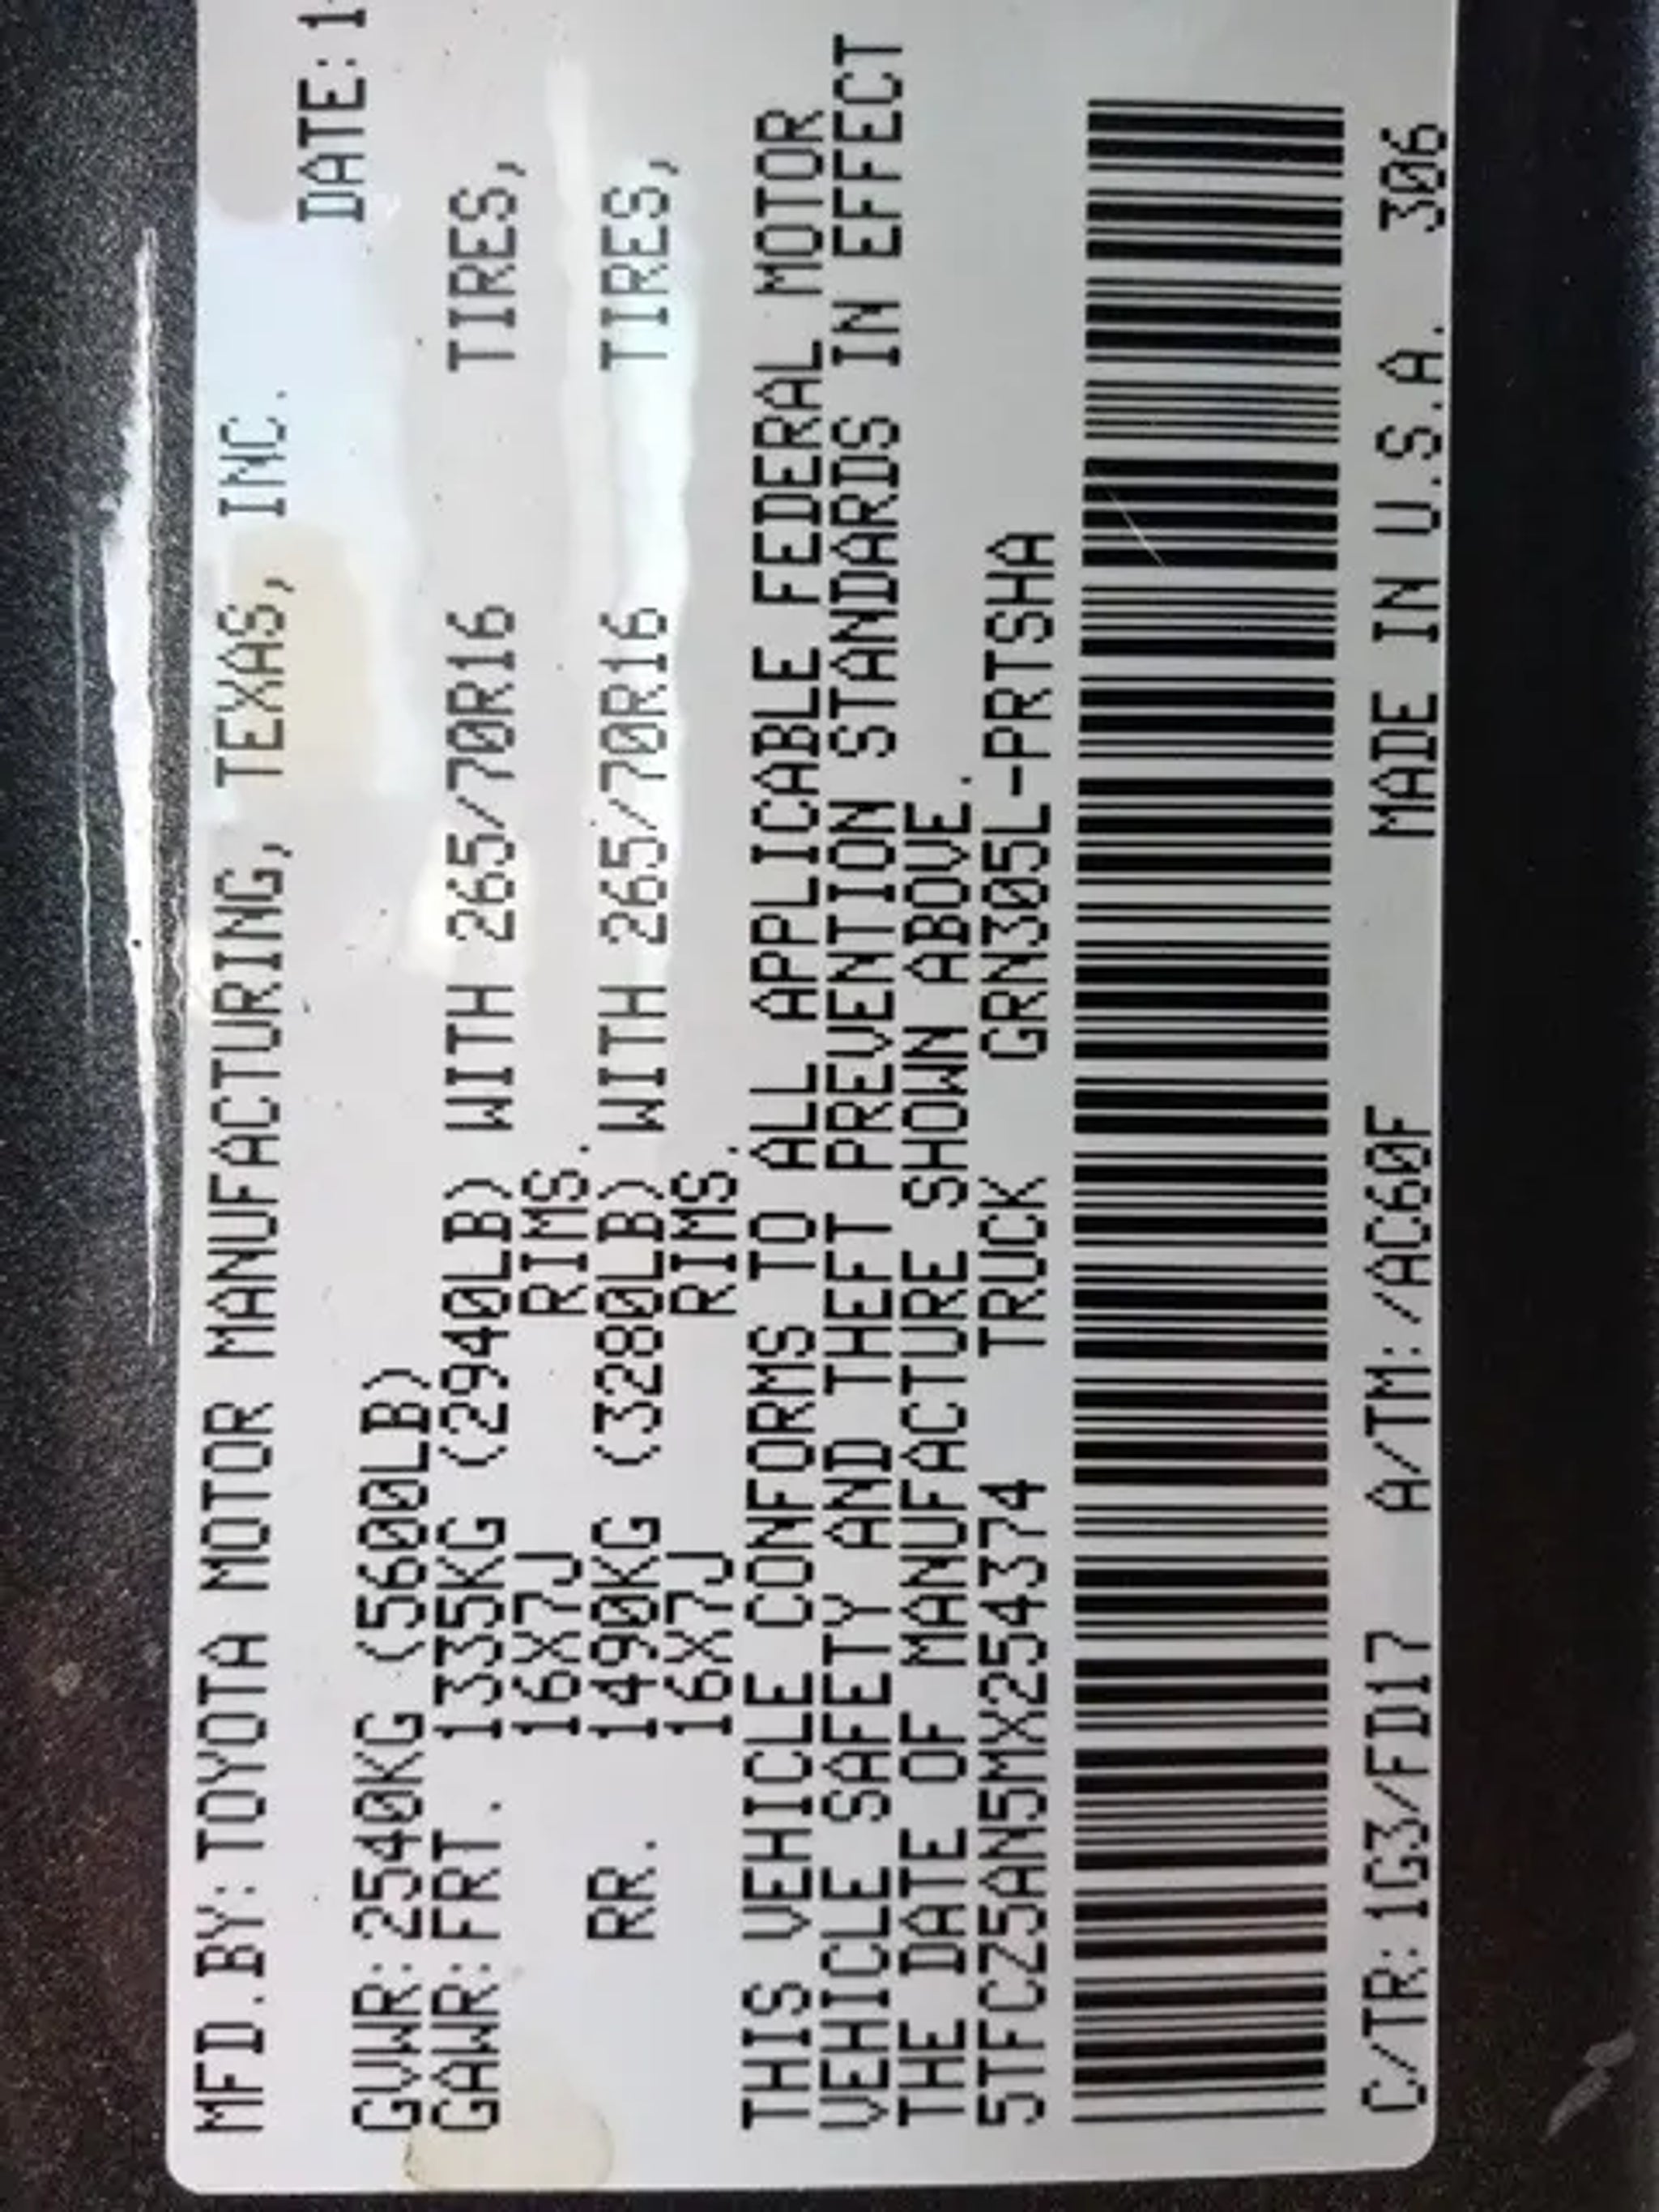 MFD.BY: TOYOTA MOTOR MANUFACTURING, TEXAS, INC.
DATE: 1
GVWR: 2540KG (5600LB)
GAWR: FRT. 1335KG (2940LB) WITH 265/70R16 TIRES,
16X7J RIMS.
RR. 1490KG (3280LB) WITH 265/70R16 TIRES,
16X7J RIMS.
THIS VEHICLE CONFORMS TO ALL APPLICABLE FEDERAL MOTOR
VEHICLE SAFETY AND THEFT PREVENTION STANDARDS IN EFFECT
THE DATE OF MANUFACTURE SHOWN ABOVE.
5TFCZ5AN5MX254374 TRUCK GRN305L-PRTSHA
C/TR: 1G3/FD17 A/TM: /AC60F MADE IN U.S.A. 306